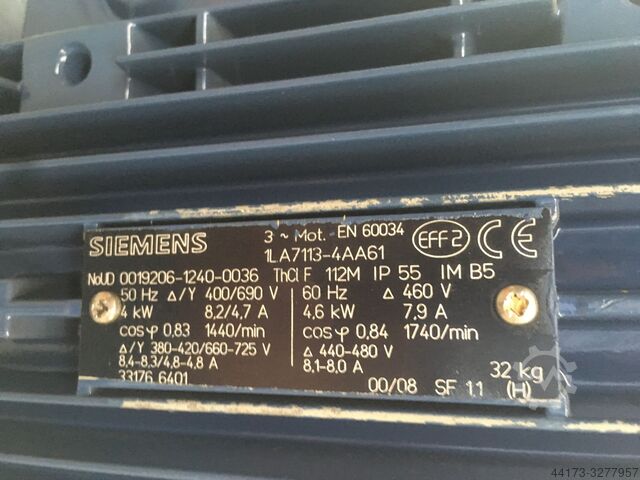 SIEMENS
3 ~ Mot. EN 60034
1LA7113-4AA61
EFF2 CE
NoUD 0019206-1240-0036 ThCl F 112M IP 55 IM B5
50 Hz Δ/Y 400/690 V 60 Hz Δ 460 V
4 kW 8,2/4,7 A 4.6 kW 7,9 A
cos φ 0,83 1440/min cos φ 0,84 1740/min
Δ/Y 380-420/660-725 V Δ 440-480 V
8,4-8,3/4,8-4,8 A 8,1-8,0 A 32 kg
33176 6401 00/08 SF 1.1 (H)
44173-3277957